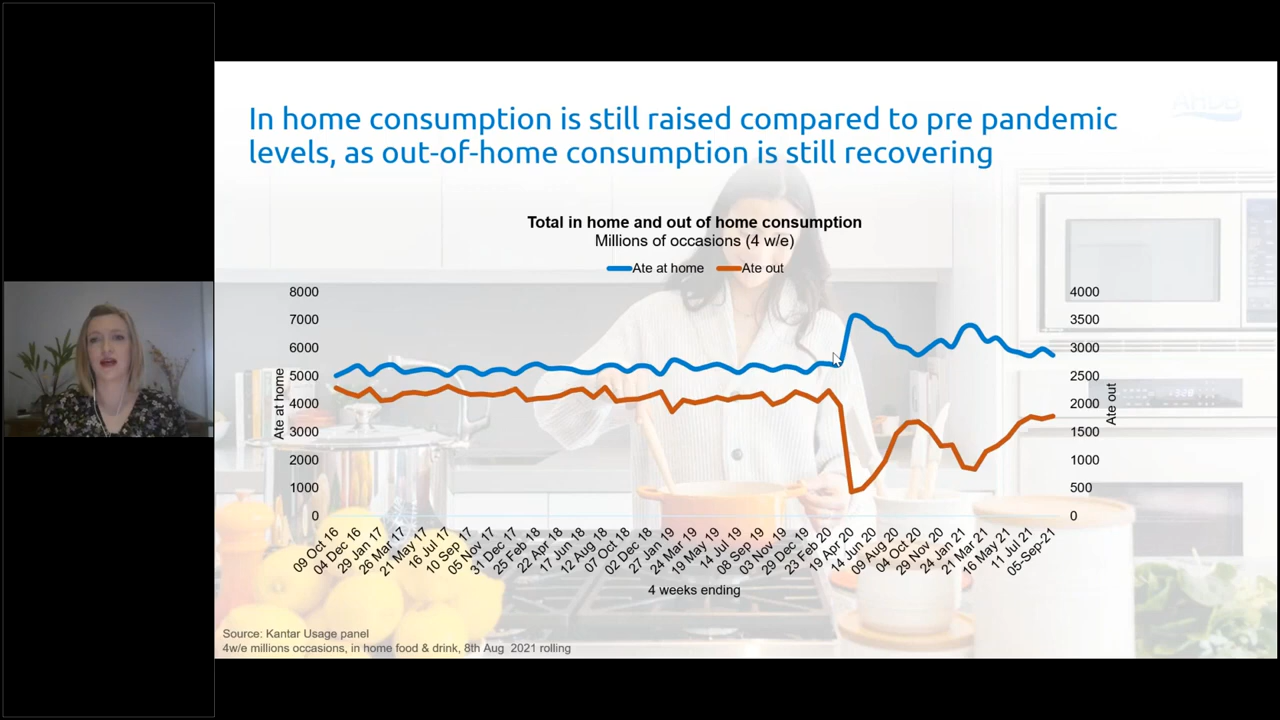 AHDB
In home consumption is still raised compared to pre pandemic
levels, as out-of-home consumption is still recovering
Total in home and out of home consumption
Millions of occasions (4 w/e)
Ate at home
Ate out
8000
7000
6000
5000
4000
3000
2000
1000
0
Ate at home
4000
3500
3000
2500
2000
1500
1000
500
0
Ate out
09 Oct 16
04 Dec 16
29 Jan 17
26 Mar 17
21 May 17
16 Jul 17
10 Sep 17
05 Nov 17
31 Dec 17
25 Feb 18
22 Apr 18
17 Jun 18
12 Aug 18
07 Oct 18
02 Dec 18
27 Jan 19
24 Mar 19
19 May 19
14 Jul 19
08 Sep 19
03 Nov 19
29 Dec 19
23 Feb 20
19 Apr 20
14 Jun 20
09 Aug 20
04 Oct 20
29 Nov 20
24 Jan 21
21 Mar 21
16 May 21
11 Jul 21
05-Sep-21
4 weeks ending
Source: Kantar Usage panel
4w/e millions occasions, in home food & drink, 8th Aug 2021 rolling